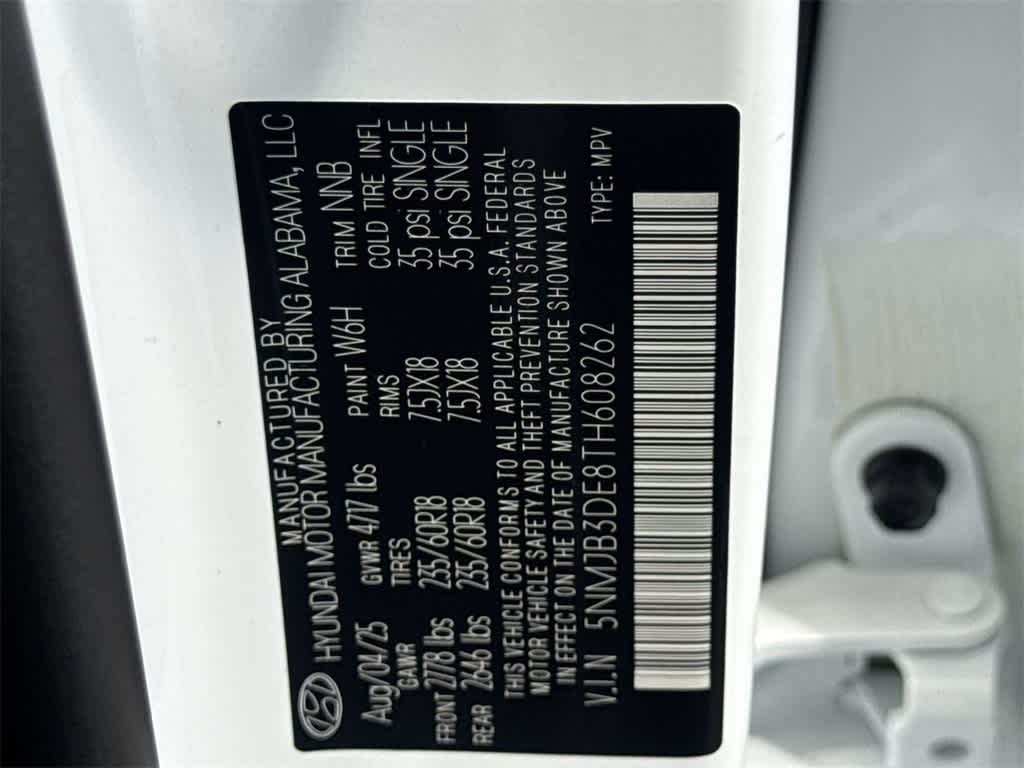 MANUFACTURED BY
HYUNDAI MOTOR MANUFACTURING ALABAMA, LLC
Aug/04/25 GVWR 4717 lbs PAINT W6H TRIM NNB
GAWR TIRES RIMS COLD TIRE INFL
FRONT 2778 lbs 235/60R18 7.5JX18 35 psi SINGLE
REAR 2646 lbs 235/60R18 7.5JX18 35 psi SINGLE
THIS VEHICLE CONFORMS TO ALL APPLICABLE U.S.A. FEDERAL
MOTOR VEHICLE SAFETY AND THEFT PREVENTION STANDARDS
IN EFFECT ON THE DATE OF MANUFACTURE SHOWN ABOVE
V.I.N 5NMJB3DE8TH608262 TYPE: MPV